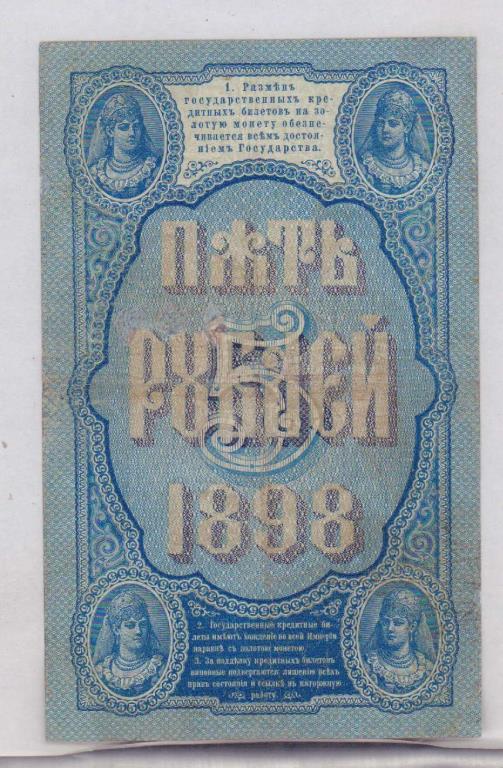 1. Размѣнъ
государственныхъ кре-
дитныхъ билетовъ на зо-
лотую монету обезпе-
чивается всѣмъ достоя-
ніемъ Государства.
ПѦТЬ
РУБЛЕЙ
5
1898
2. Государственные кредитные би-
леты имѣютъ хожденіе во всей Имперіи
наравнѣ съ золотою монетою.
3. За поддѣлку кредитныхъ билетовъ
виновные подвергаются лишенію всѣхъ
правъ состоянія и ссылкѣ въ каторжную
работу.